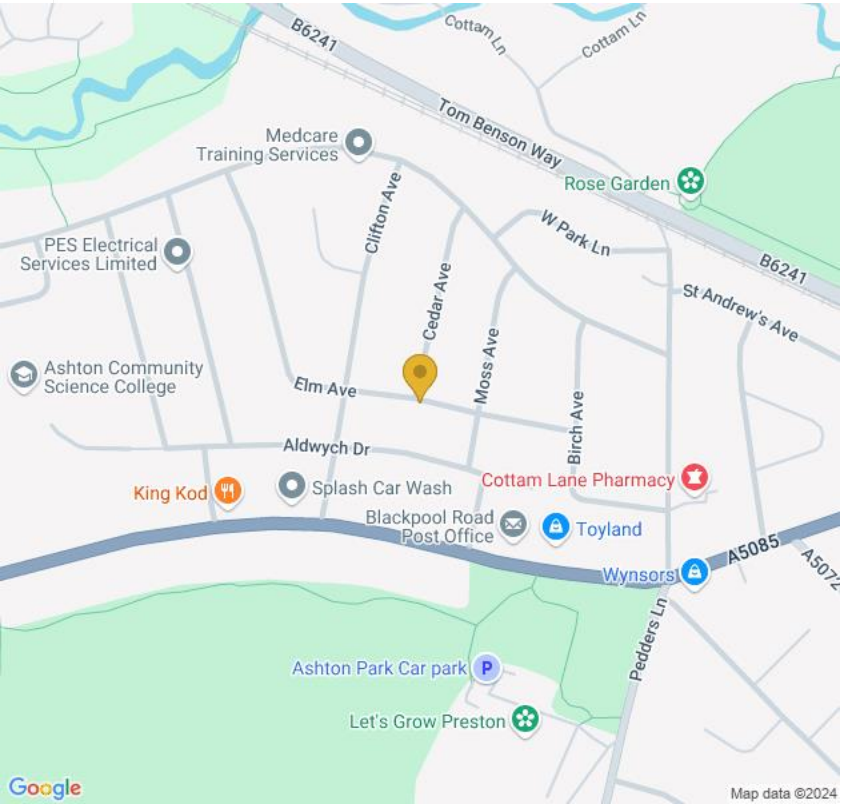 B6241
Cottam Ln
Cottam Ln
Tom Benson Way
Medcare
Training Services
Rose Garden
Clifton Ave
W Park Ln
PES Electrical
Services Limited
B6241
Cedar Ave
St Andrew's Ave
Moss Ave
Ashton Community
Science College
Elm Ave
Birch Ave
Aldwych Dr
Cottam Lane Pharmacy
King Kod
Splash Car Wash
Blackpool Road
Post Office
Toyland
A5085
Wynsors
A5072
Pedders Ln
Ashton Park Car park
P
Let's Grow Preston
Google
Map data ©2024